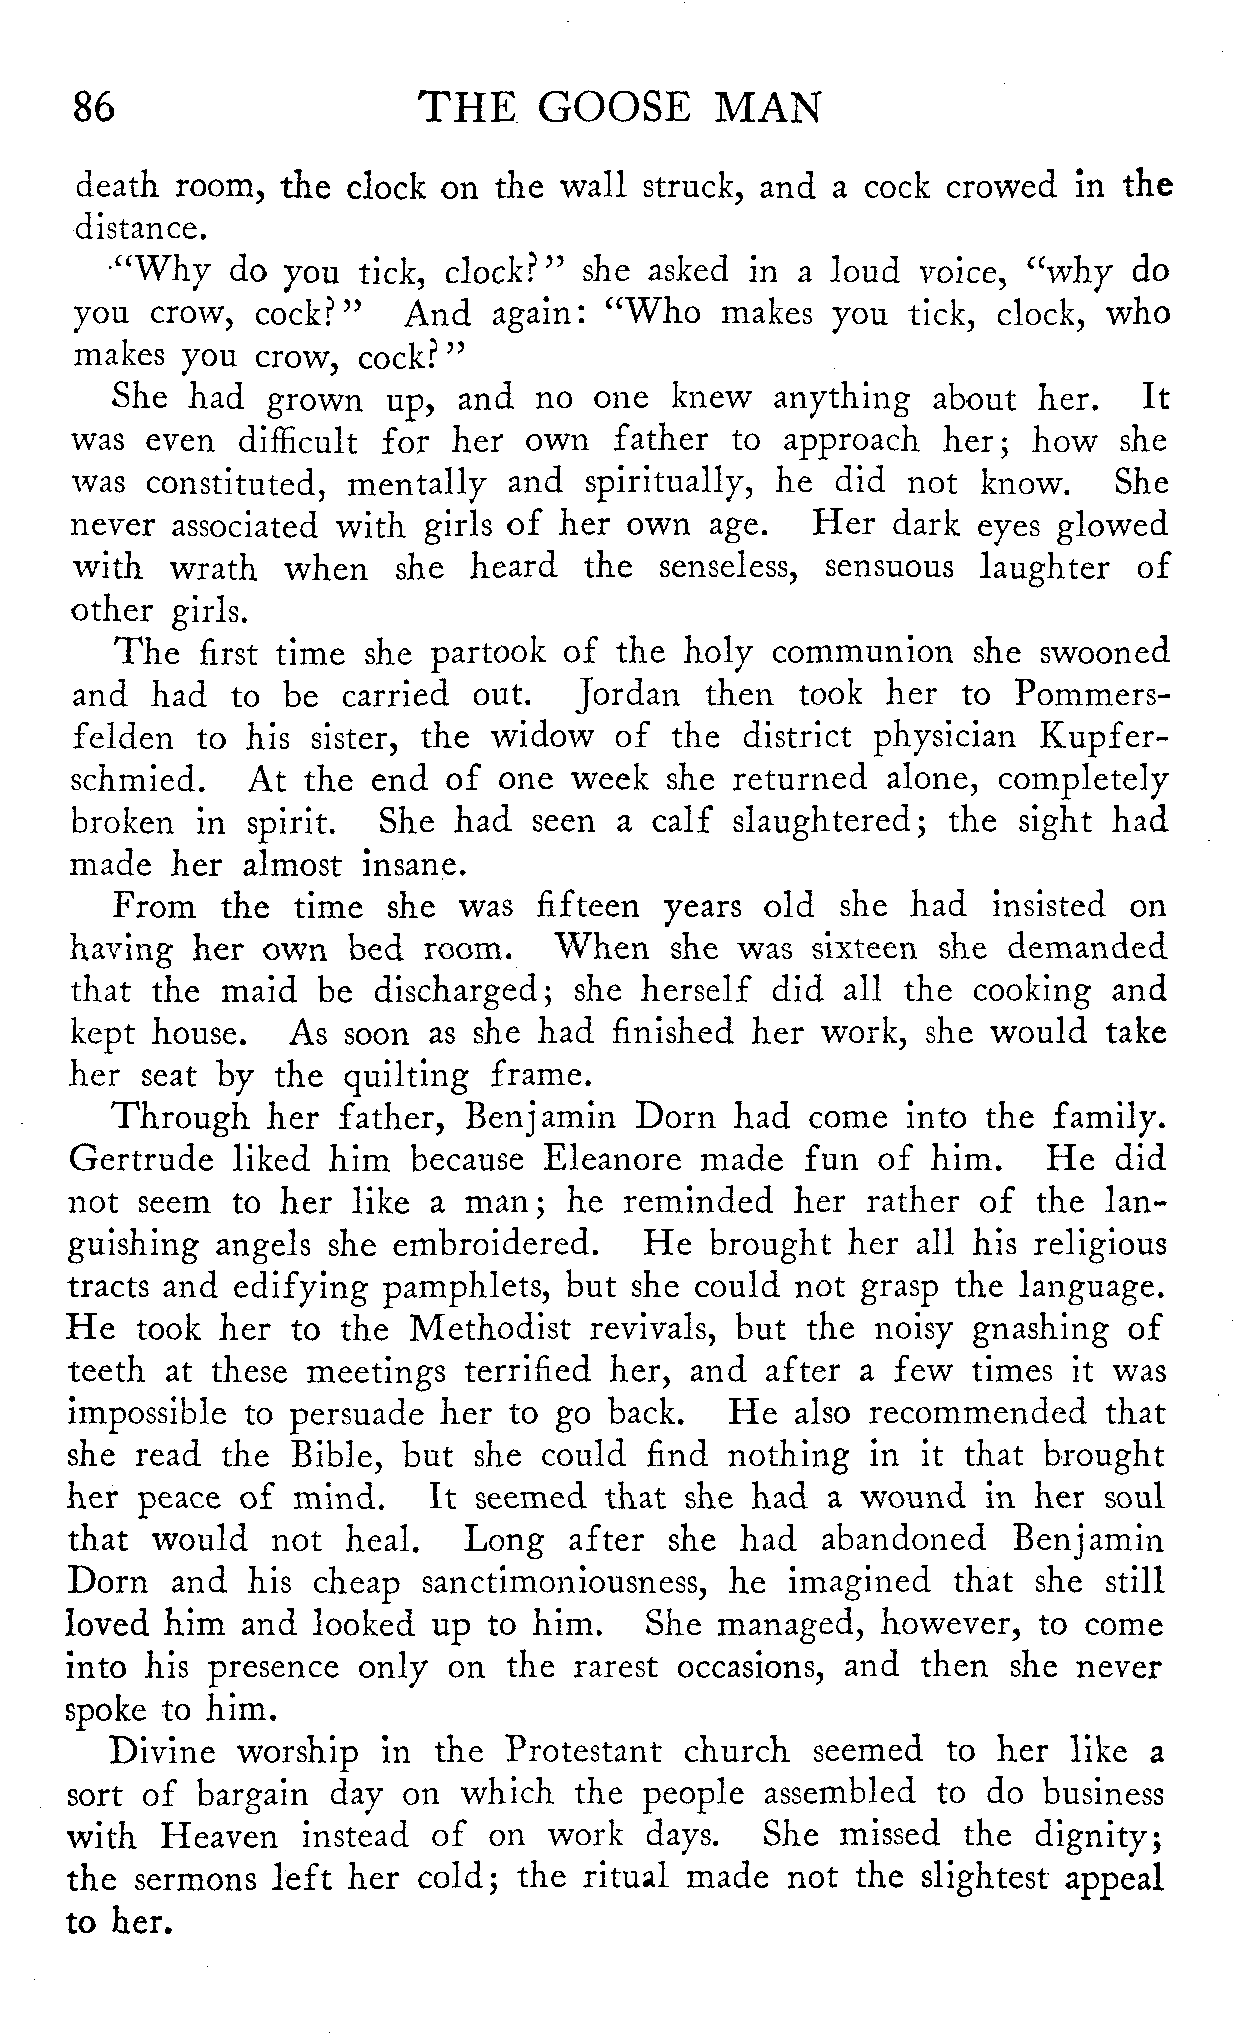 86 THE GOOSE MAN
death room, the clock on the wall struck, and a cock crowed in the
distance.
"Why do you tick, clock?" she asked in a loud voice, "why do
you crow, cock?" And again: "Who makes you tick, clock, who
makes you crow, cock?"
She had grown up, and no one knew anything about her. It
was even difficult for her own father to approach her; how she
was constituted, mentally and spiritually, he did not know. She
never associated with girls of her own age. Her dark eyes glowed
with wrath when she heard the senseless, sensuous laughter of
other girls.
The first time she partook of the holy communion she swooned
and had to be carried out. Jordan then took her to Pommers-
felden to his sister, the widow of the district physician Kupfer-
schmied. At the end of one week she returned alone, completely
broken in spirit. She had seen a calf slaughtered; the sight had
made her almost insane.
From the time she was fifteen years old she had insisted on
having her own bed room. When she was sixteen she demanded
that the maid be discharged; she herself did all the cooking and
kept house. As soon as she had finished her work, she would take
her seat by the quilting frame.
Through her father, Benjamin Dorn had come into the family.
Gertrude liked him because Eleanore made fun of him. He did
not seem to her like a man; he reminded her rather of the lan-
guishing angels she embroidered. He brought her all his religious
tracts and edifying pamphlets, but she could not grasp the language.
He took her to the Methodist revivals, but the noisy gnashing of
teeth at these meetings terrified her, and after a few times it was
impossible to persuade her to go back. He also recommended that
she read the Bible, but she could find nothing in it that brought
her peace of mind. It seemed that she had a wound in her soul
that would not heal. Long after she had abandoned Benjamin
Dorn and his cheap sanctimoniousness, he imagined that she still
loved him and looked up to him. She managed, however, to come
into his presence only on the rarest occasions, and then she never
spoke to him.
Divine worship in the Protestant church seemed to her like a
sort of bargain day on which the people assembled to do business
with Heaven instead of on work days. She missed the dignity;
the sermons left her cold; the ritual made not the slightest appeal
to her.